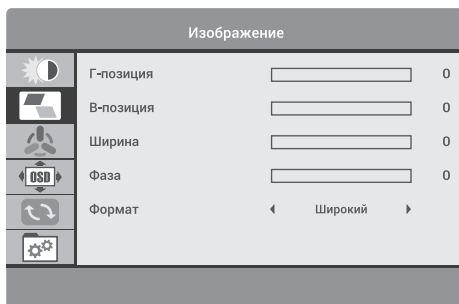 Изображение
Г-позиция 0
В-позиция 0
Ширина 0
Фаза 0
OSD
Формат Широкий